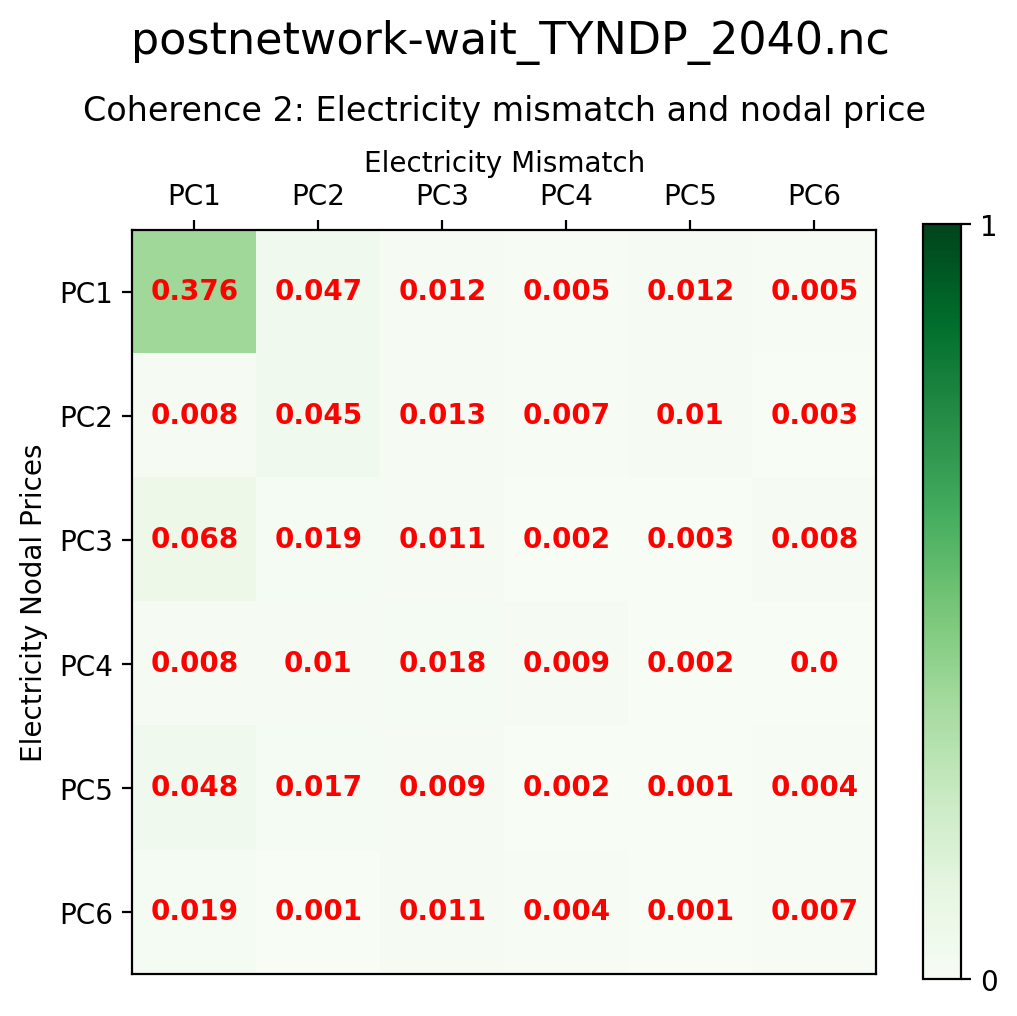 postnetwork-wait_TYNDP_2040.nc
Coherence 2: Electricity mismatch and nodal price
Electricity Mismatch
PC1 PC2 PC3 PC4 PC5 PC6
1
PC1 0.376 0.047 0.012 0.005 0.012 0.005
PC2 0.008 0.045 0.013 0.007 0.01 0.003
Electricity Nodal Prices
PC3 0.068 0.019 0.011 0.002 0.003 0.008
PC4 0.008 0.01 0.018 0.009 0.002 0.0
PC5 0.048 0.017 0.009 0.002 0.001 0.004
PC6 0.019 0.001 0.011 0.004 0.001 0.007
0